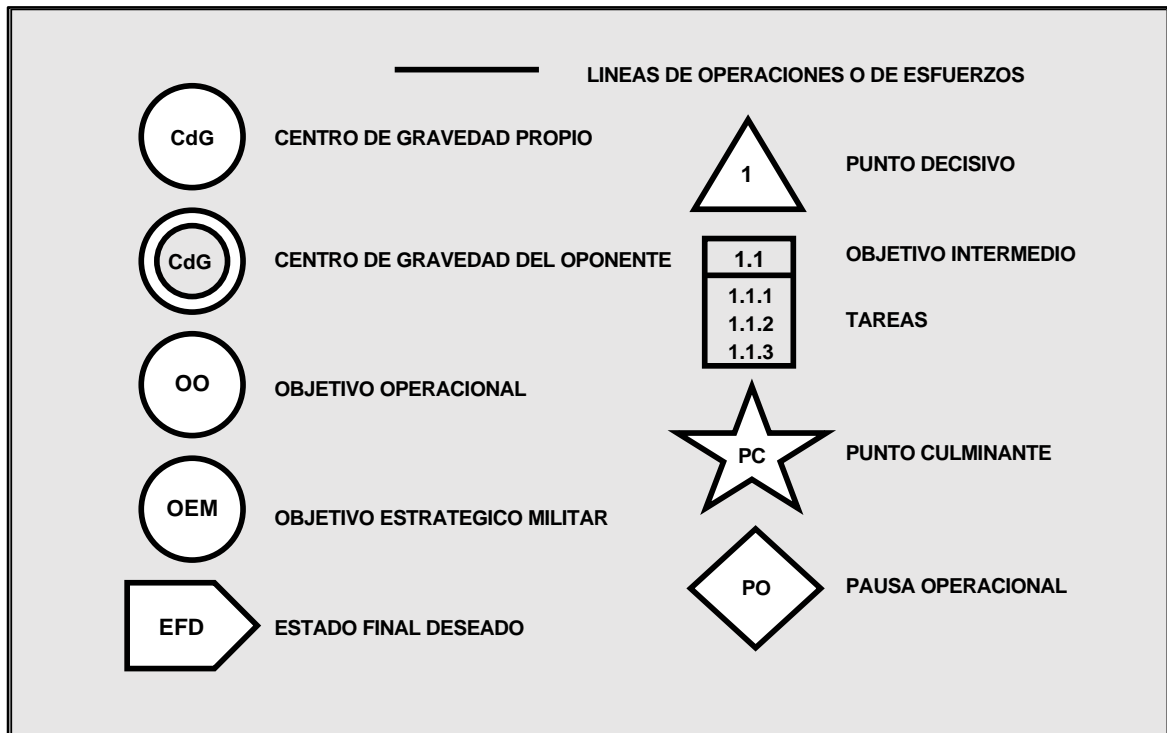 LINEAS DE OPERACIONES O DE ESFUERZOS
CdG CENTRO DE GRAVEDAD PROPIO
CdG CENTRO DE GRAVEDAD DEL OPONENTE
OO OBJETIVO OPERACIONAL
OEM OBJETIVO ESTRATEGICO MILITAR
EFD ESTADO FINAL DESEADO
1 PUNTO DECISIVO
1.1 OBJETIVO INTERMEDIO
1.1.1
1.1.2 TAREAS
1.1.3
PC PUNTO CULMINANTE
PO PAUSA OPERACIONAL